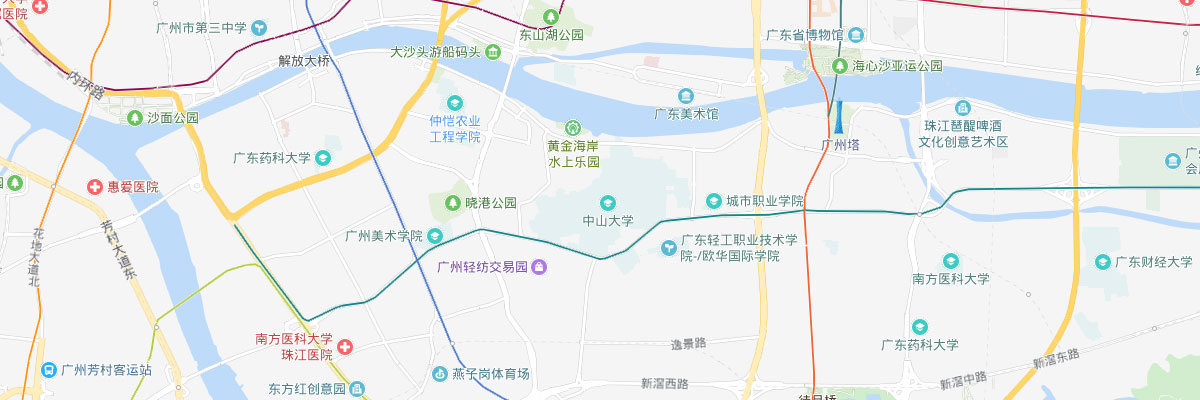 医院
广州市第三中学
东山湖公园
广东省博物馆
大沙头游船码头
解放大桥
海心沙亚运公园
内环路
沙面公园
仲恺农业
工程学院
广东美术馆
珠江琶醍啤酒
文化创意艺术区
广州塔
黄金海岸
水上乐园
广东药科大学
惠爱医院
晓港公园
中山大学
城市职业学院
广州美术学院
芳村大道东
花地大道北
广东轻工职业技术学
院-/欧华国际学院
广州轻纺交易园
南方医科大学
广东财经大学
南方医科大学
珠江医院
逸景路
广东药科大学
新滘东路
广州芳村客运站
燕子岗体育场
新滘西路
新滘中路
东方红创意园